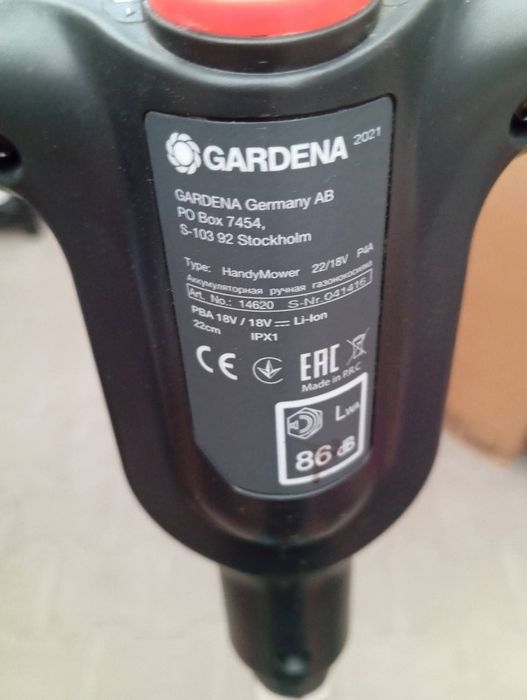 GARDENA 2021
GARDENA Germany AB
PO Box 7454,
S-103 92 Stockholm
Type: HandyMower 22/18V P4A
Аккумуляторная ручная газонокосилка
Art. No.: 14620 S-Nr. 041416
PBA 18V / 18V ⎓ Li-Ion
22cm IPX1
CE EAC
Made in P.R.C
LWA
86 dB